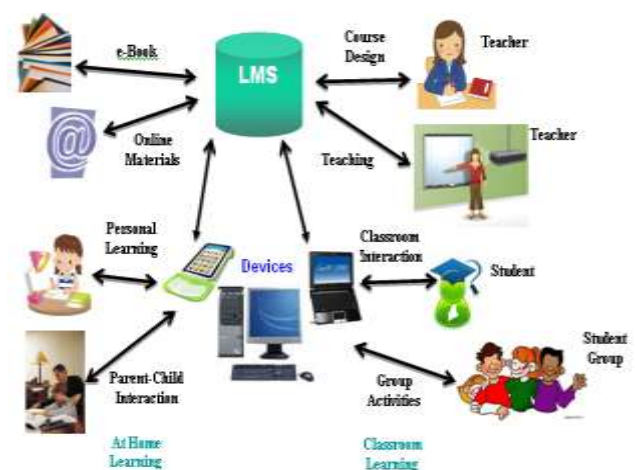 e-Book
LMS
Course
Design
Teacher
Online
Materials
Teaching
Teacher
Personal
Learning
Devices
Classroom
Interaction
Student
Parent-Child
Interaction
Group
Activities
Student
Group
At Home
Learning
Classroom
Learning